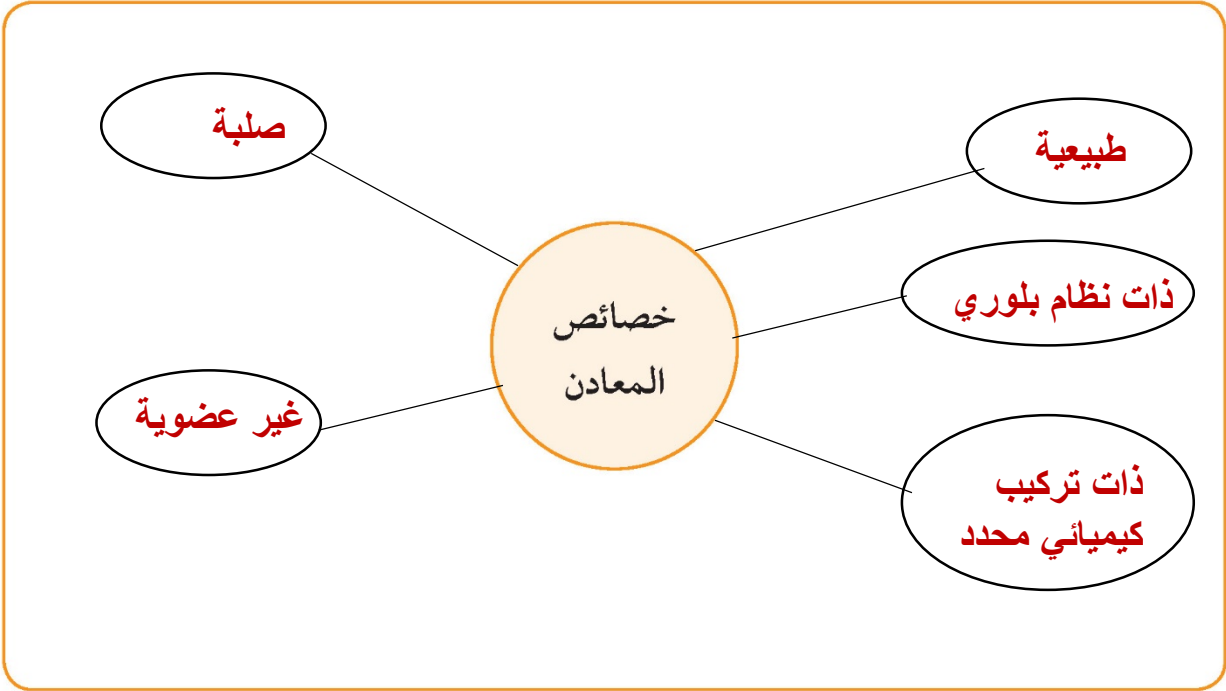 صلبة
طبيعية
ذات نظام بلوري
خصائص
المعادن
غير عضوية
ذات تركيب
كيميائي محدد